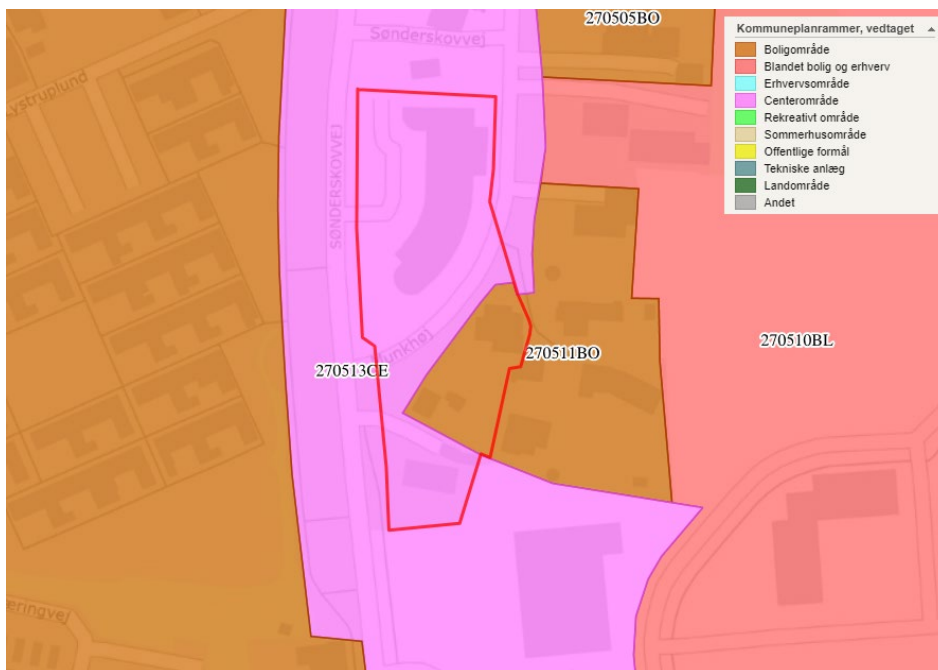 270505BO
Kommuneplanrammer, vedtaget
Boligområde
Blandet bolig og erhverv
Erhvervsområde
Centerområde
Rekreativt område
Sommerhusområde
Offentlige formål
Tekniske anlæg
Landområde
Andet
Sønderskovvej
Lystruplund
SØNDERSKOVVEJ
Munkhøj
270511BO
270510BL
270513CE